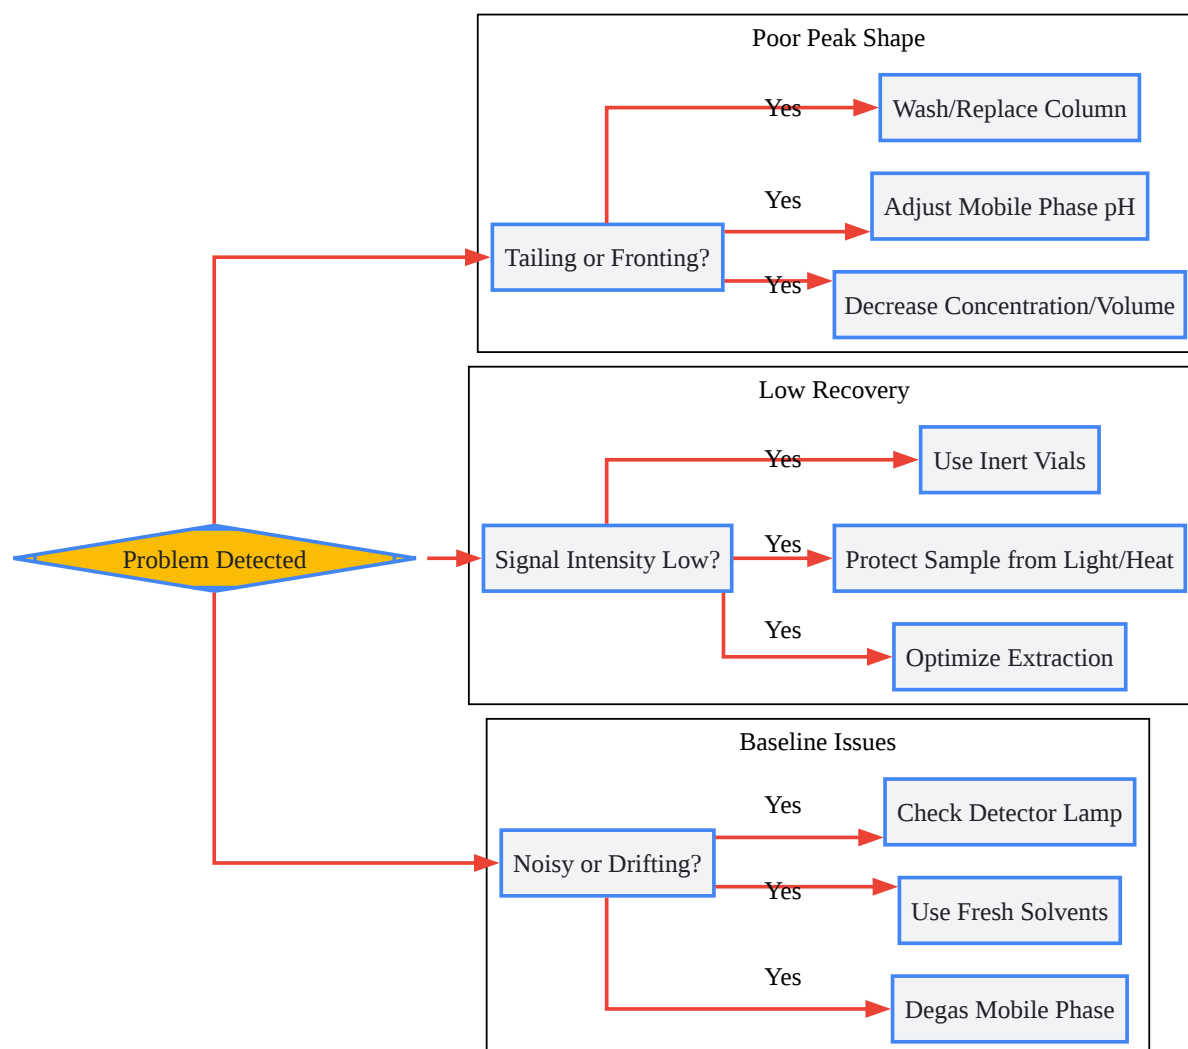 Poor Peak Shape
Yes
Wash/Replace Column
Yes
Adjust Mobile Phase pH
Tailing or Fronting?
Yes
Decrease Concentration/Volume
Low Recovery
Yes
Use Inert Vials
Problem Detected
Signal Intensity Low?
Yes
Protect Sample from Light/Heat
Yes
Optimize Extraction
Baseline Issues
Yes
Check Detector Lamp
Noisy or Drifting?
Yes
Use Fresh Solvents
Yes
Degas Mobile Phase